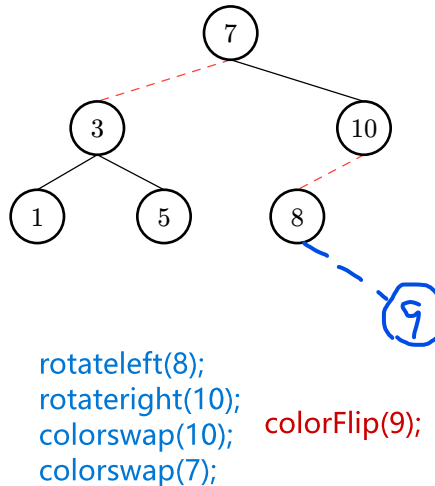 7
3
10
1
5
8
9
rotateleft(8);
rotateright(10);
colorFlip(9);
colorswap(10);
colorswap(7);